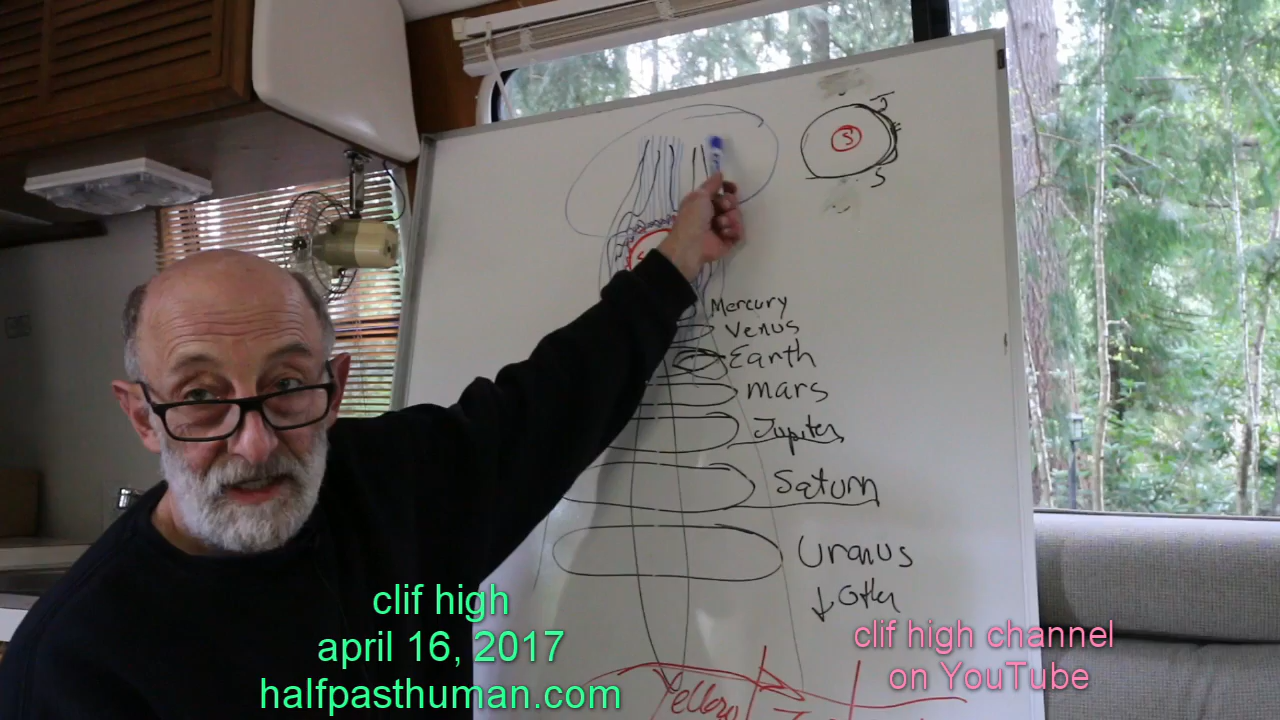 J
S
S
Mercury
Venus
Earth
mars
Jupiter
Saturn
Uranus
↓ Other
clif high
april 16, 2017
halfpasthuman.com
clif high channel
on YouTube